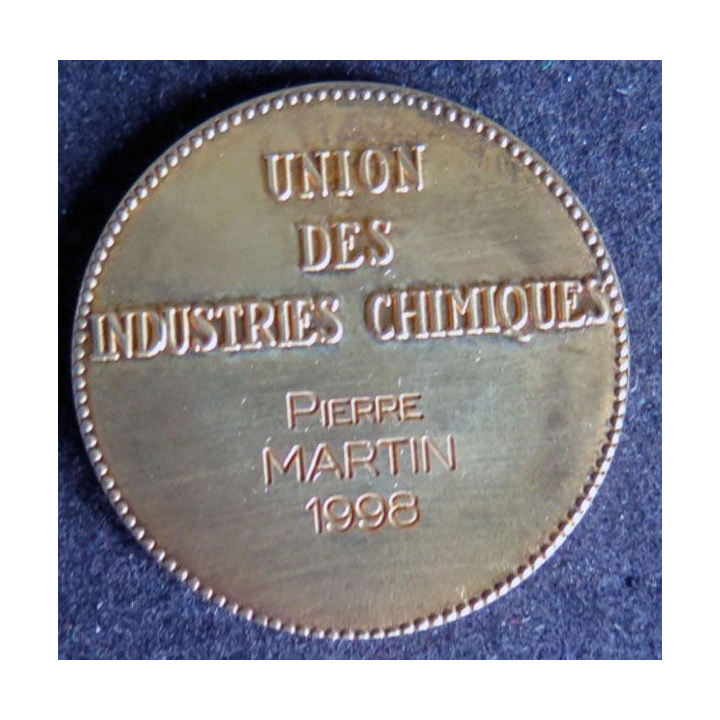 UNION
DES
INDUSTRIES CHIMIQUES
PIERRE
MARTIN
1998